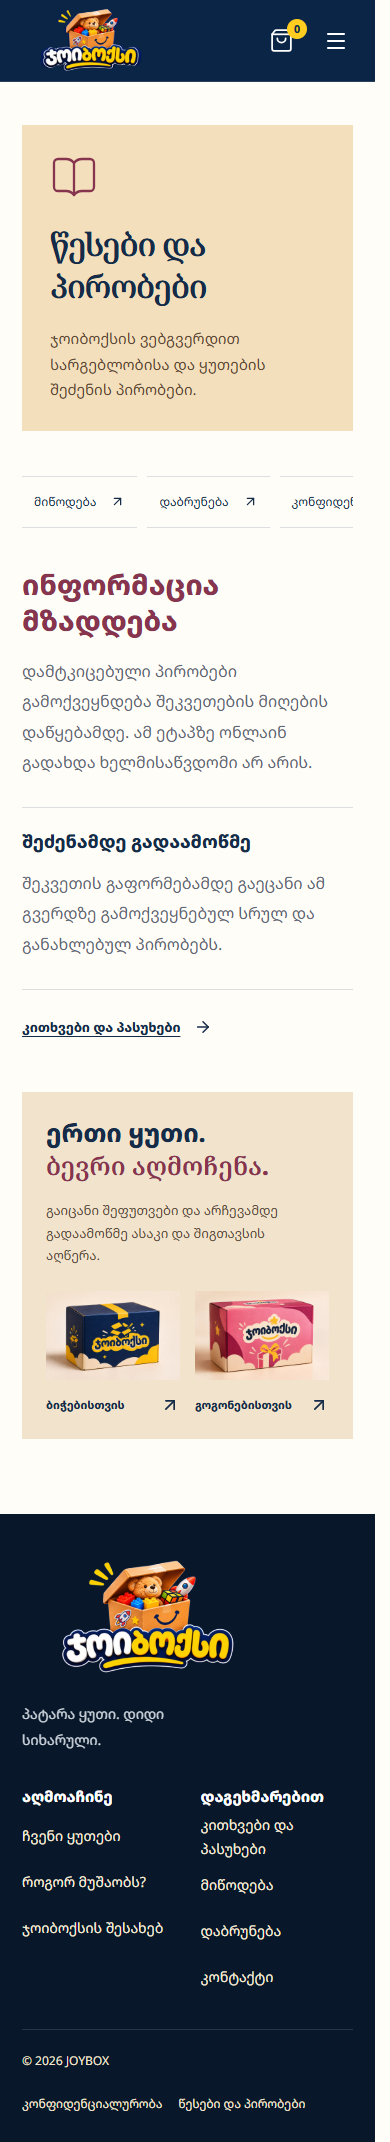 ჯოიბოქსი
0
წესები და
პირობები
ჯოიბოქსის ვებგვერდით
სარგებლობისა და ყუთების
შეძენის პირობები.
მიწოდება
დაბრუნება
კონფიდენ
ინფორმაცია
მზადდება
დამტკიცებული პირობები
გამოქვეყნდება შეკვეთების მიღების
დაწყებამდე. ამ ეტაპზე ონლაინ
გადახდა ხელმისაწვდომი არ არის.
შეძენამდე გადაამოწმე
შეკვეთის გაფორმებამდე გაეცანი ამ
გვერდზე გამოქვეყნებულ სრულ და
განახლებულ პირობებს.
კითხვები და პასუხები
ერთი ყუთი.
ბევრი აღმოჩენა.
გაიცანი შეფუთვები და არჩევამდე
გადაამოწმე ასაკი და შიგთავსის
აღწერა.
ჯოიბოქსი
ჯოიბოქსი
ბიჭებისთვის
გოგონებისთვის
ჯოიბოქსი
პატარა ყუთი. დიდი
სიხარული.
აღმოაჩინე
ჩვენი ყუთები
როგორ მუშაობს?
ჯოიბოქსის შესახებ
დაგეხმარებით
კითხვები და
პასუხები
მიწოდება
დაბრუნება
კონტაქტი
© 2026 JOYBOX
კონფიდენციალურობა
წესები და პირობები